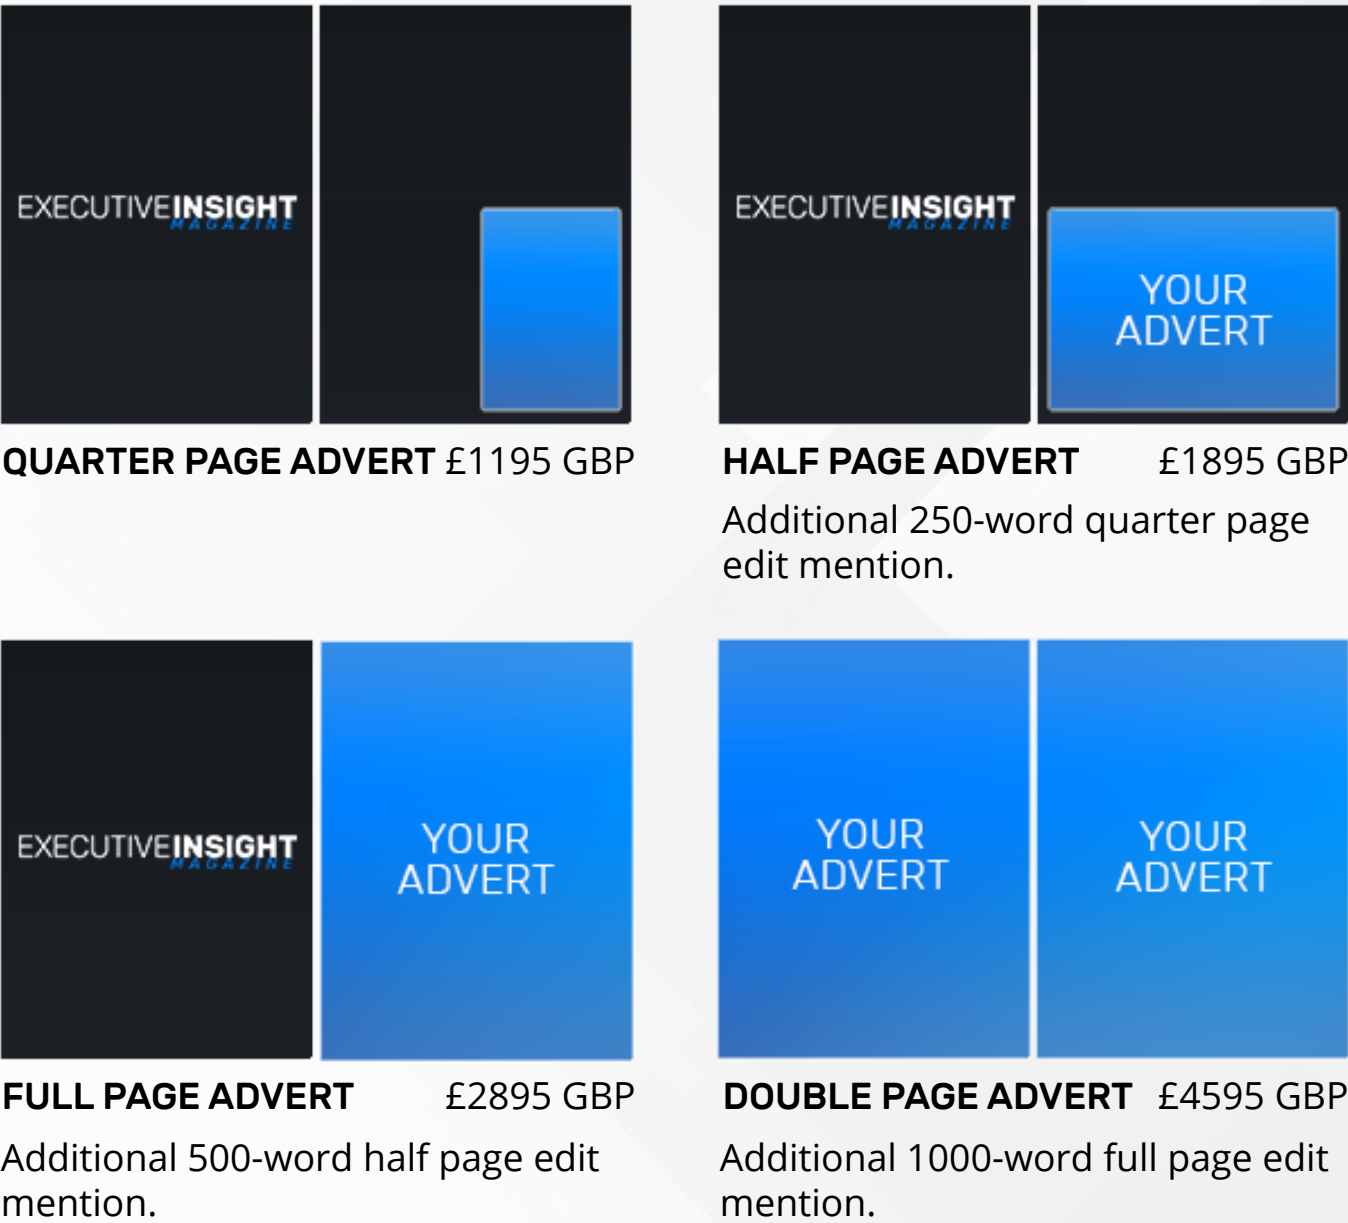 EXECUTIVEINSIGHT
MAGAZINE
EXECUTIVEINSIGHT
MAGAZINE
YOUR
ADVERT
QUARTER PAGE ADVERT £1195 GBP
HALF PAGE ADVERT £1895 GBP
Additional 250-word quarter page
edit mention.
EXECUTIVEINSIGHT
MAGAZINE
YOUR
ADVERT
YOUR
ADVERT
YOUR
ADVERT
FULL PAGE ADVERT £2895 GBP
Additional 500-word half page edit
mention.
DOUBLE PAGE ADVERT £4595 GBP
Additional 1000-word full page edit
mention.